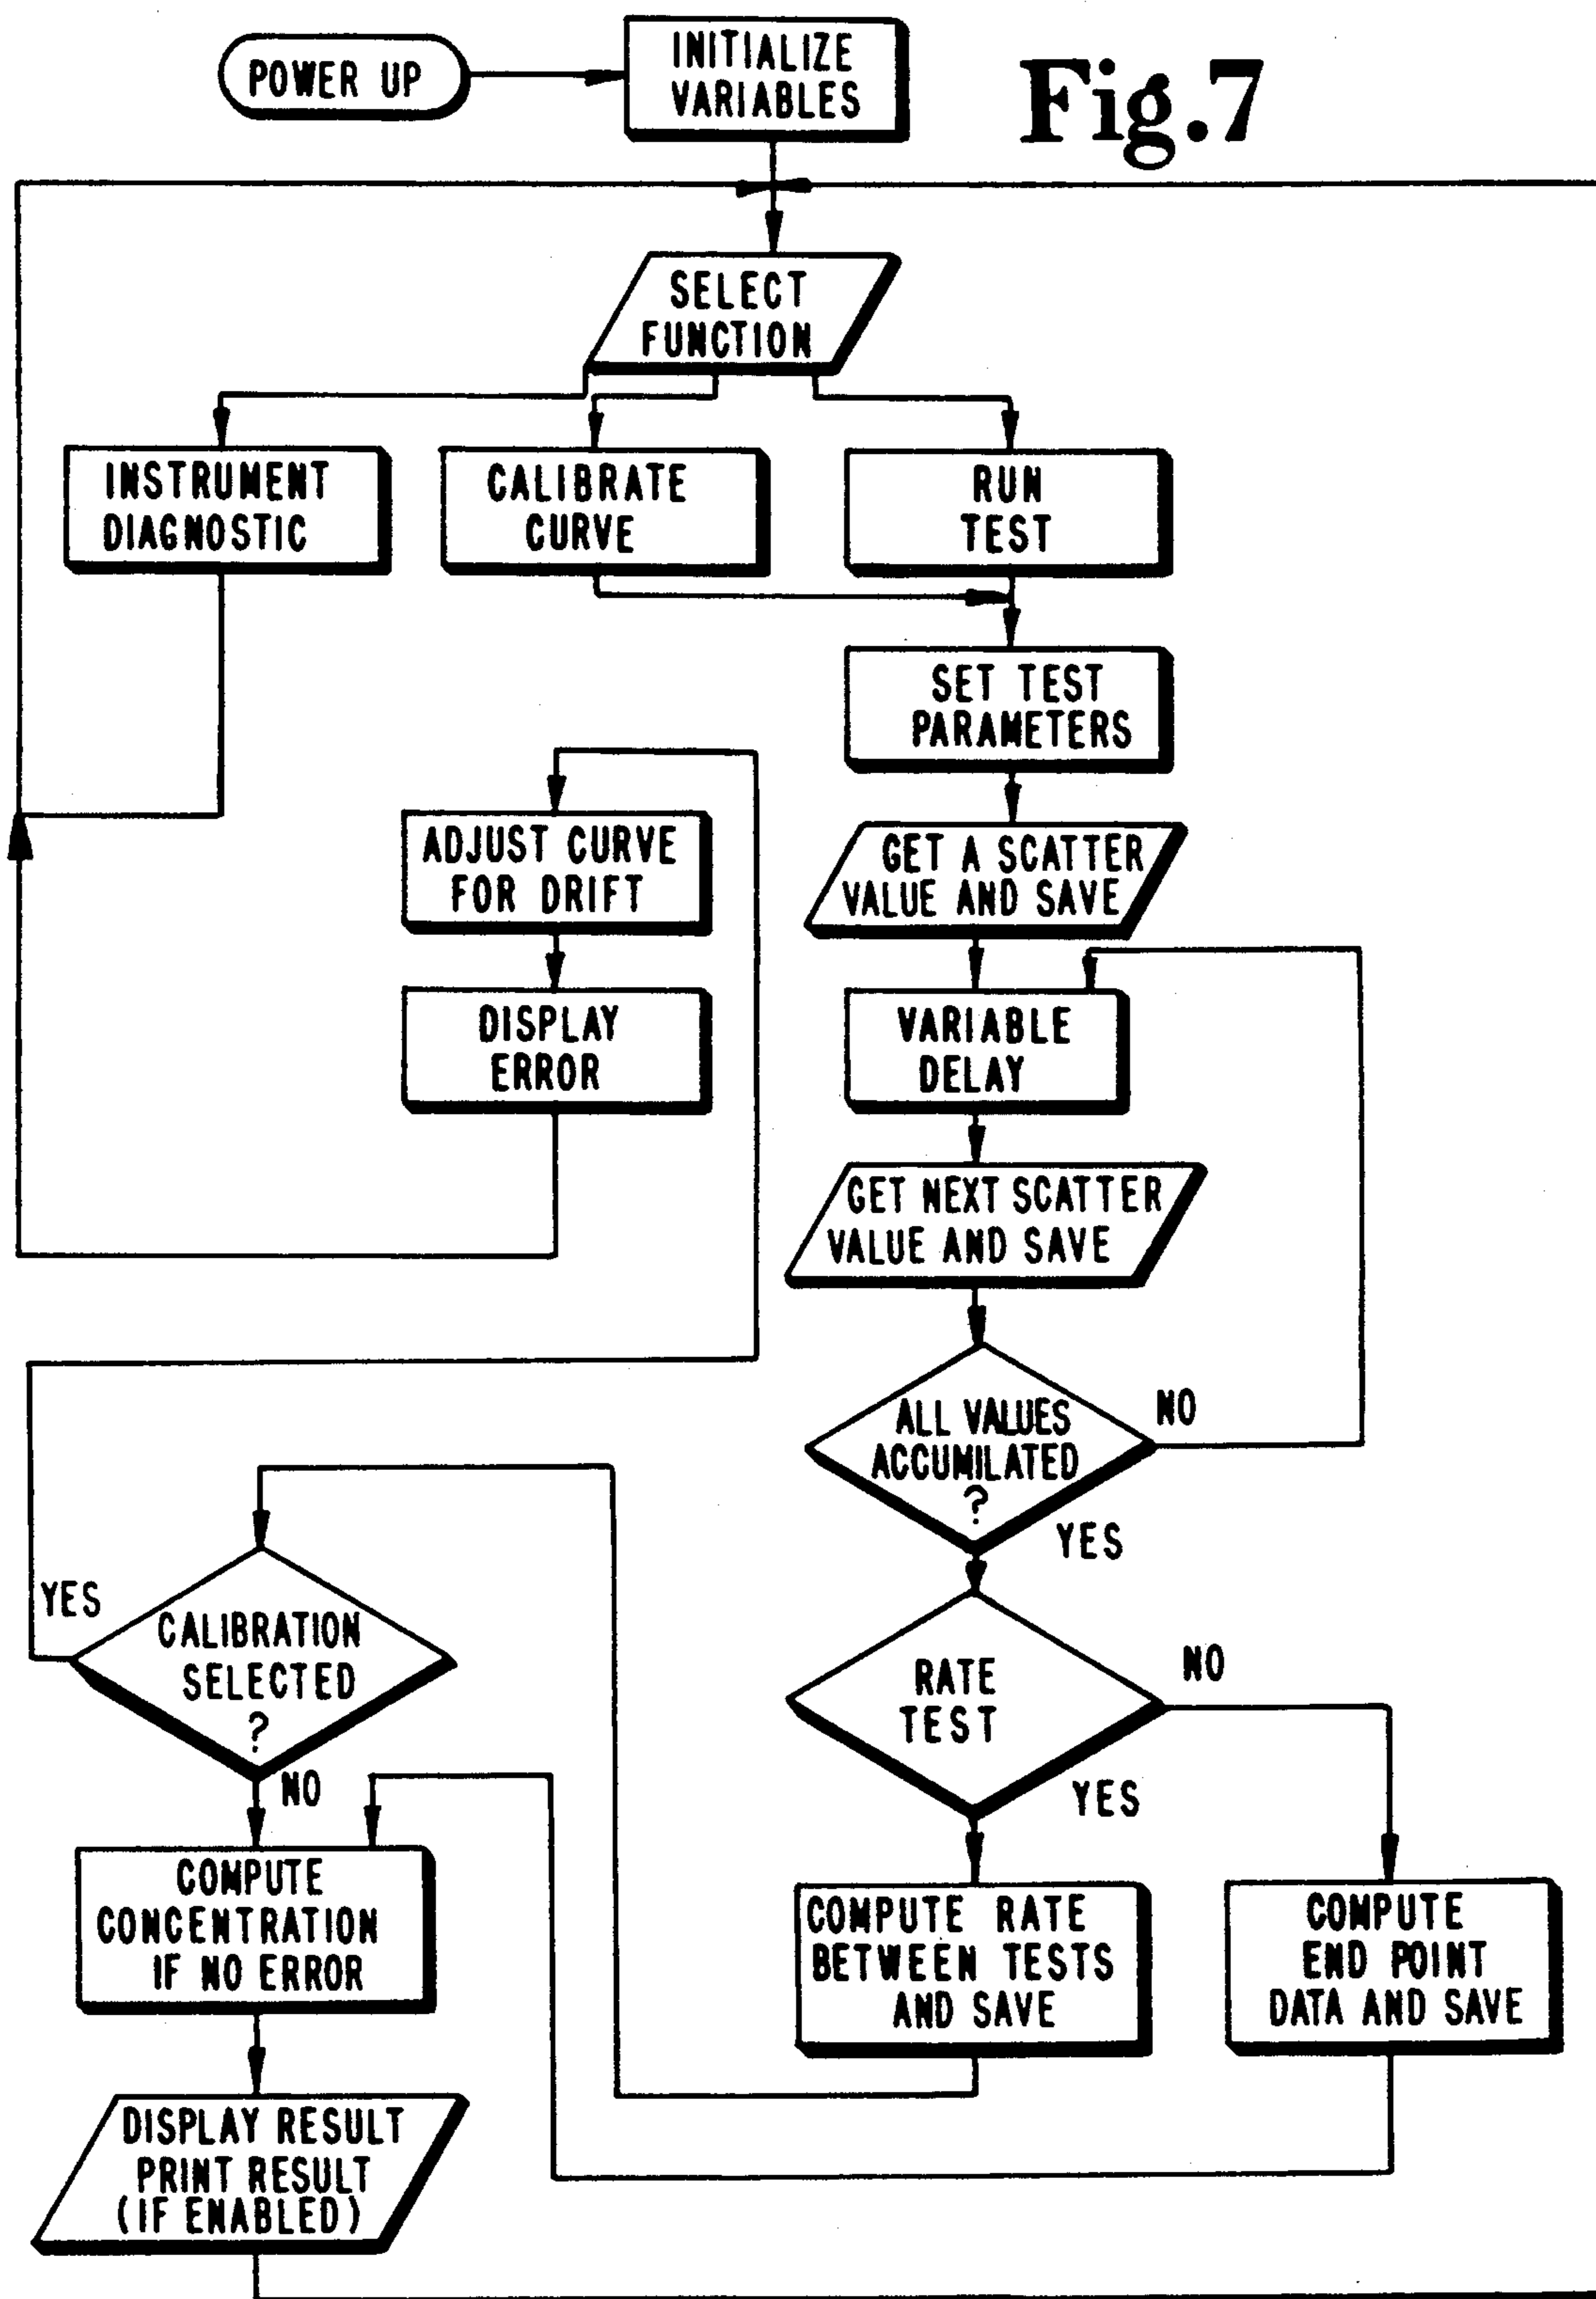 POWER UP
INITIALIZE
VARIABLES
Fig.7
SELECT
FUNCTION
INSTRUMENT
DIAGNOSTIC
CALIBRATE
CURVE
RUN
TEST
SET TEST
PARAMETERS
ADJUST CURVE
FOR DRIFT
GET A SCATTER
VALUE AND SAVE
DISPLAY
ERROR
VARIABLE
DELAY
GET NEXT SCATTER
VALUE AND SAVE
ALL VALUES
ACCUMILATED
?
NO
YES
YES
CALIBRATION
SELECTED
?
NO
RATE
TEST
NO
YES
COMPUTE
CONCENTRATION
IF NO ERROR
COMPUTE RATE
BETWEEN TESTS
AND SAVE
COMPUTE
END POINT
DATA AND SAVE
DISPLAY RESULT
PRINT RESULT
(IF ENABLED)